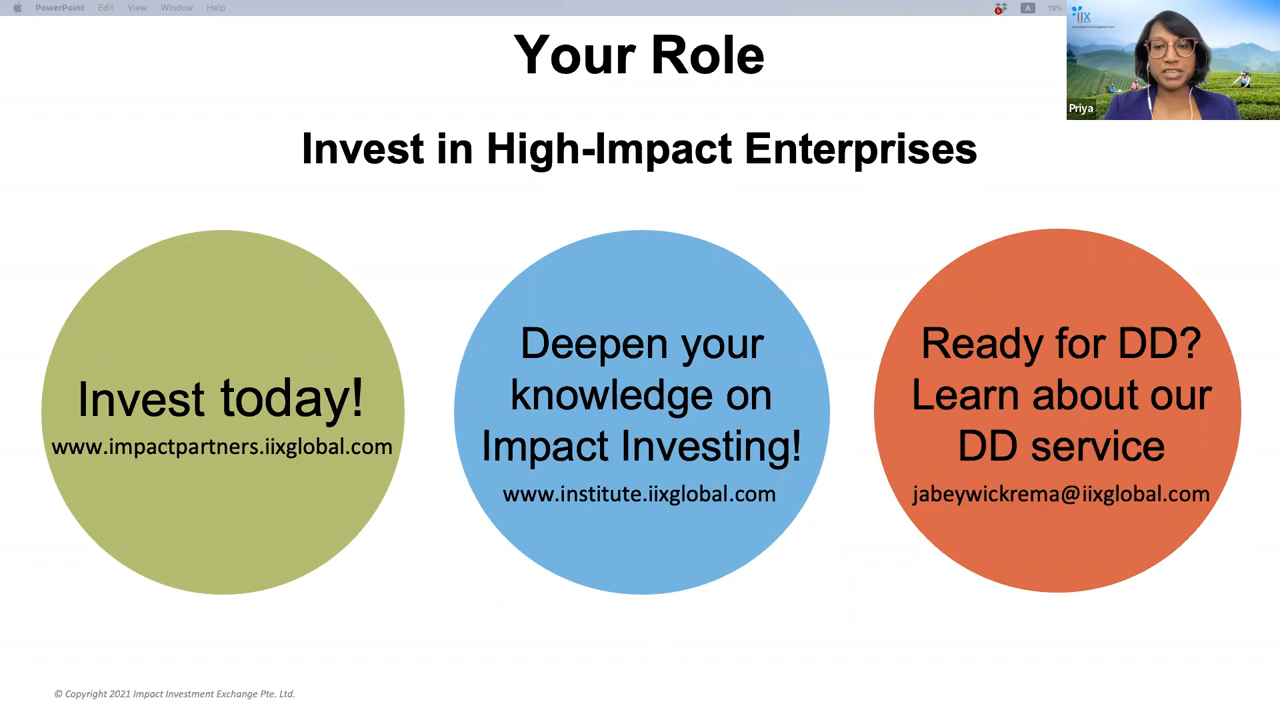 PowerPoint Edit View Window Help
A 19%
iix
Priya
Your Role
Invest in High-Impact Enterprises
Invest today!
www.impactpartners.iixglobal.com
Deepen your
knowledge on
Impact Investing!
www.institute.iixglobal.com
Ready for DD?
Learn about our
DD service
jabeywickrema@iixglobal.com
© Copyright 2021 Impact Investment Exchange Pte. Ltd.